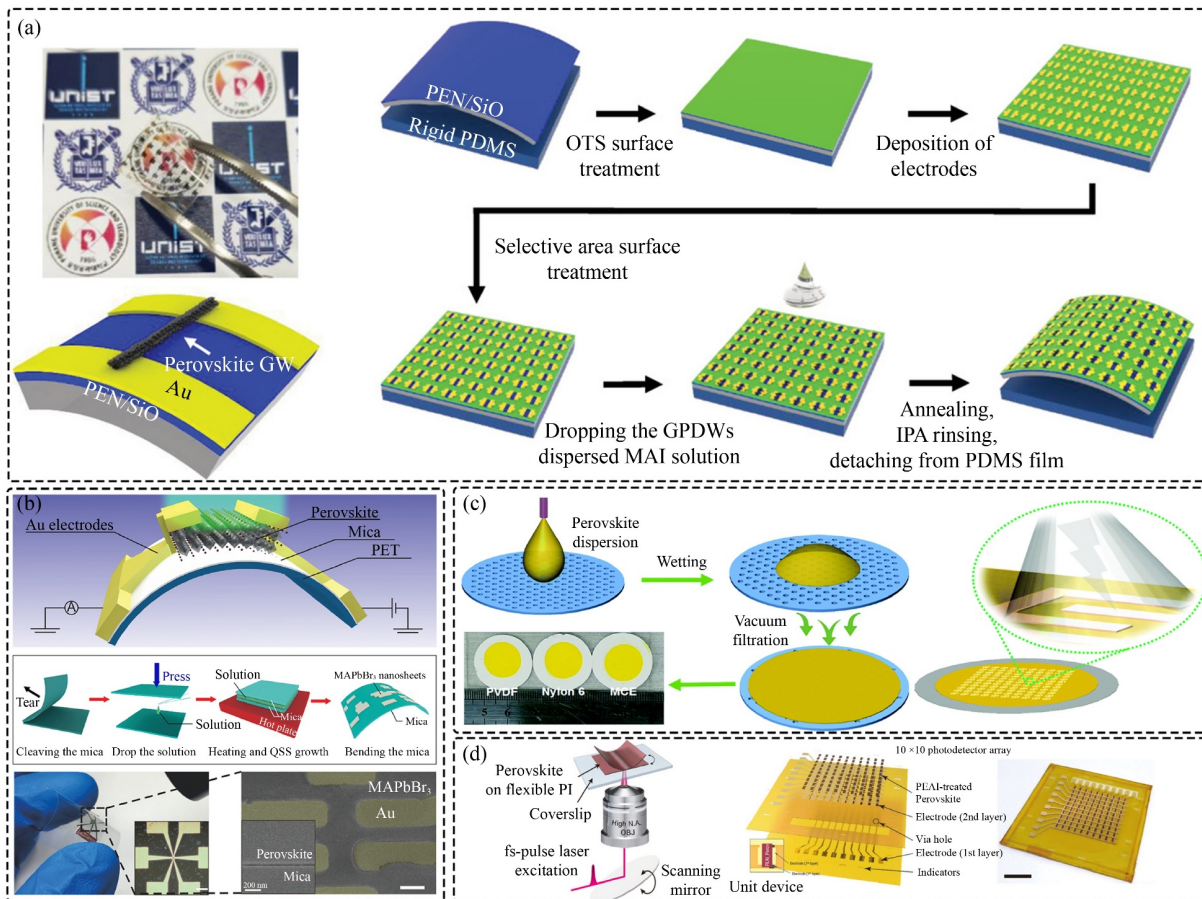 (a)
UNIST
UNIST
UNIST
1986
PEN/SiO
Rigid PDMS
OTS surface
treatment
Deposition of
electrodes
Selective area surface
treatment
Perovskite GW
Au
PEN/SiO
Dropping the GPDWs
dispersed MAI solution
Annealing,
IPA rinsing,
detaching from PDMS film
(b)
Au electrodes
Perovskite
Mica
PET
A
Tear
Press
Solution
Solution
Mica
Hot plate
MAPbBr₃ nanosheets
Mica
Cleaving the mica
Drop the solution
Heating and QSS growth
Bending the mica
MAPbBr₃
Au
Perovskite
Mica
200 nm
(c)
Perovskite
dispersion
Wetting
Vacuum
filtration
PVDF
Nylon 6
MCE
5
6
(d)
Perovskite
on flexible PI
Coverslip
High N.A.
OBJ
fs-pulse laser
excitation
Scanning
mirror
10 ×10 photodetector array
PEAI-treated
Perovskite
Electrode (2nd layer)
Via hole
Electrode (1st layer)
Indicators
Unit device